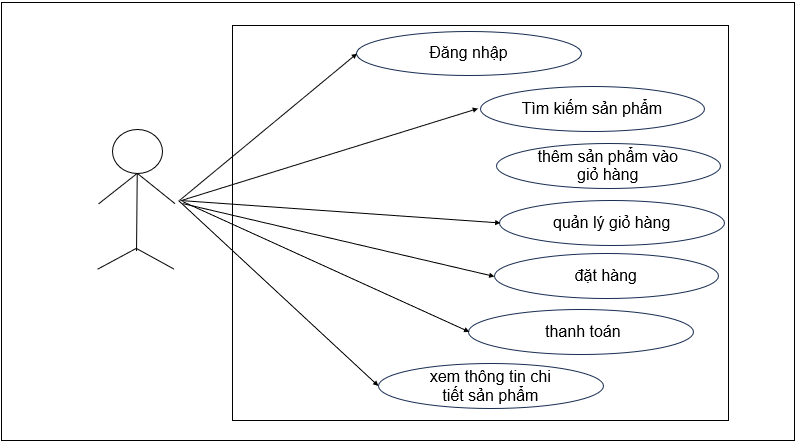 Đăng nhập
Tìm kiếm sản phẩm
thêm sản phẩm vào
giỏ hàng
quản lý giỏ hàng
đặt hàng
thanh toán
xem thông tin chi
tiết sản phẩm